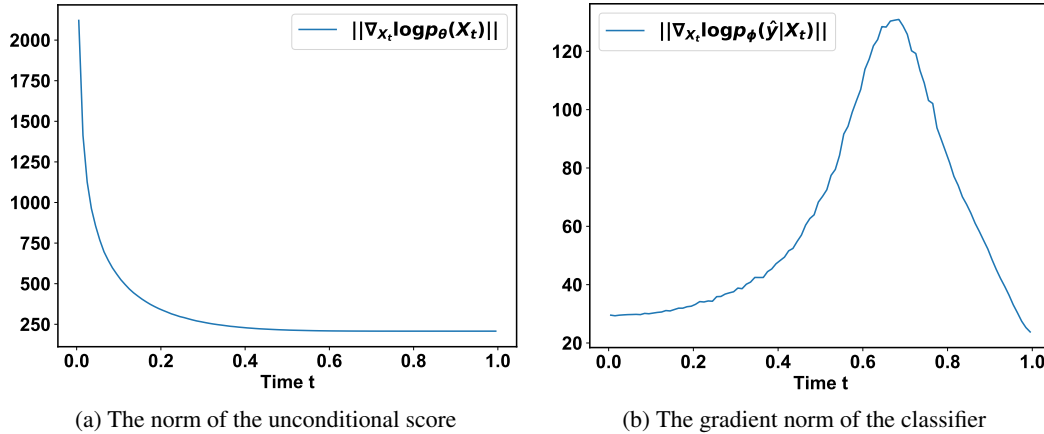 ||∇_{X_t} log p_θ(X_t)||
2000
1750
1500
1250
1000
750
500
250
0.0 0.2 0.4 0.6 0.8 1.0
Time t
(a) The norm of the unconditional score
||∇_{X_t} log p_ϕ(ŷ|X_t)||
120
100
80
60
40
20
0.0 0.2 0.4 0.6 0.8 1.0
Time t
(b) The gradient norm of the classifier